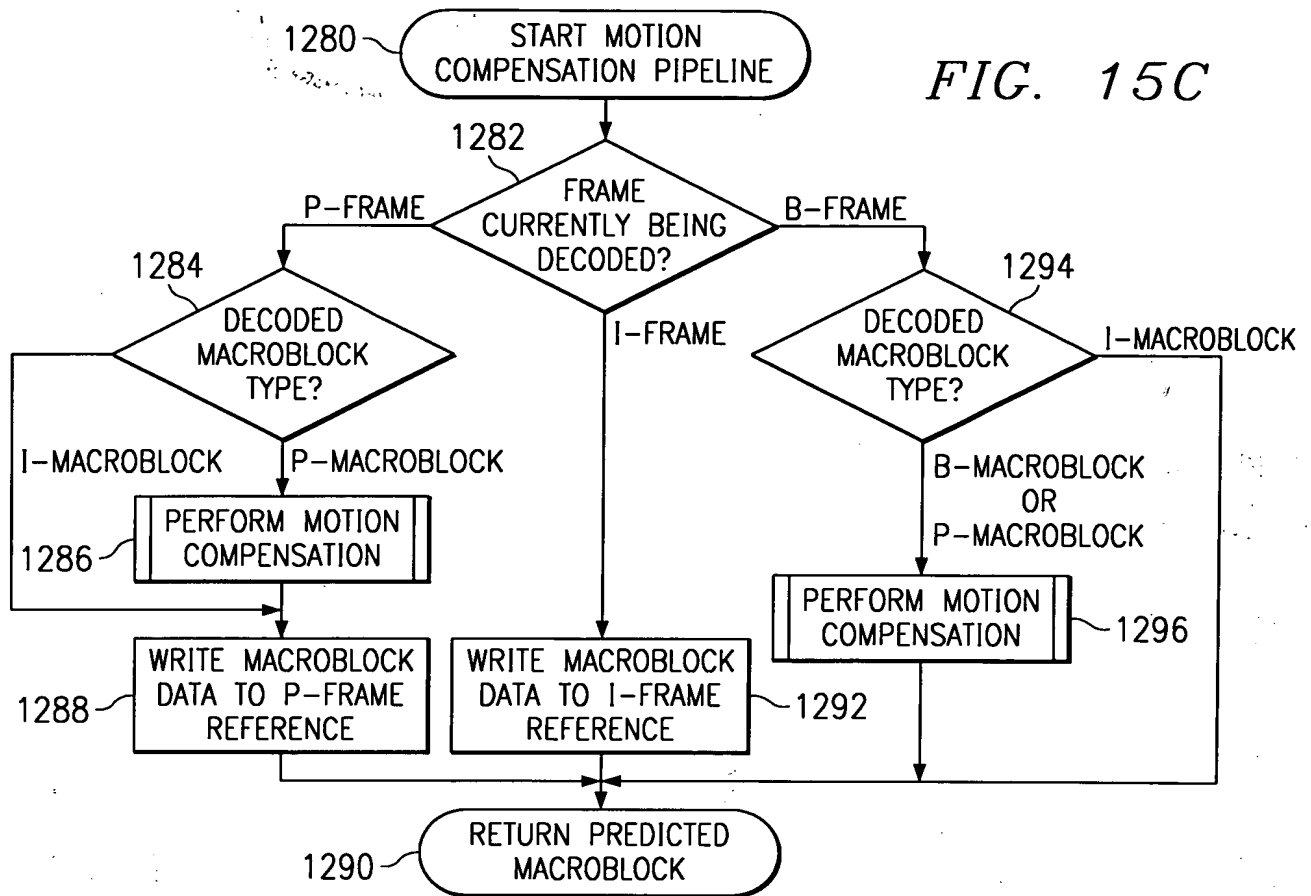 1280
START MOTION
COMPENSATION PIPELINE
FIG. 15C
1282
FRAME
CURRENTLY BEING
DECODED?
P-FRAME
B-FRAME
I-FRAME
1284
DECODED
MACROBLOCK
TYPE?
1294
DECODED
MACROBLOCK
TYPE?
I-MACROBLOCK
I-MACROBLOCK
P-MACROBLOCK
B-MACROBLOCK
OR
P-MACROBLOCK
1286
PERFORM MOTION
COMPENSATION
PERFORM MOTION
COMPENSATION
1296
1288
WRITE MACROBLOCK
DATA TO P-FRAME
REFERENCE
WRITE MACROBLOCK
DATA TO I-FRAME
REFERENCE
1292
1290
RETURN PREDICTED
MACROBLOCK